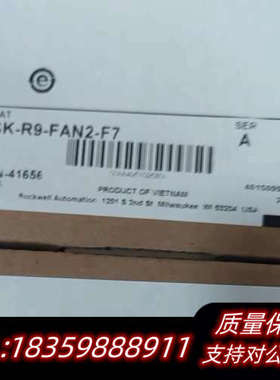 CAT
SK-R9-FAN2-F7
SER
A
N-41656
PRODUCT OF VIETNAM
Rockwell Automation 1201 S 2nd St. Milwaukee WI 53204 USA
质量保
:18359888911
支持对公